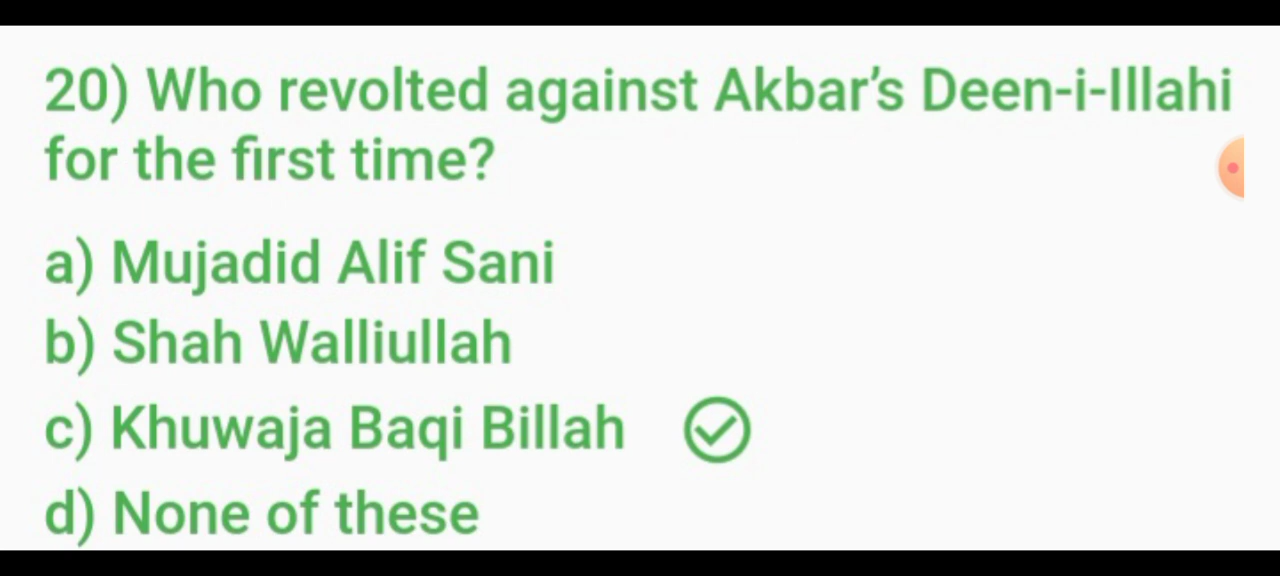 20) Who revolted against Akbar’s Deen-i-Illahi
for the first time?
a) Mujadid Alif Sani
b) Shah Walliullah
c) Khuwaja Baqi Billah
d) None of these